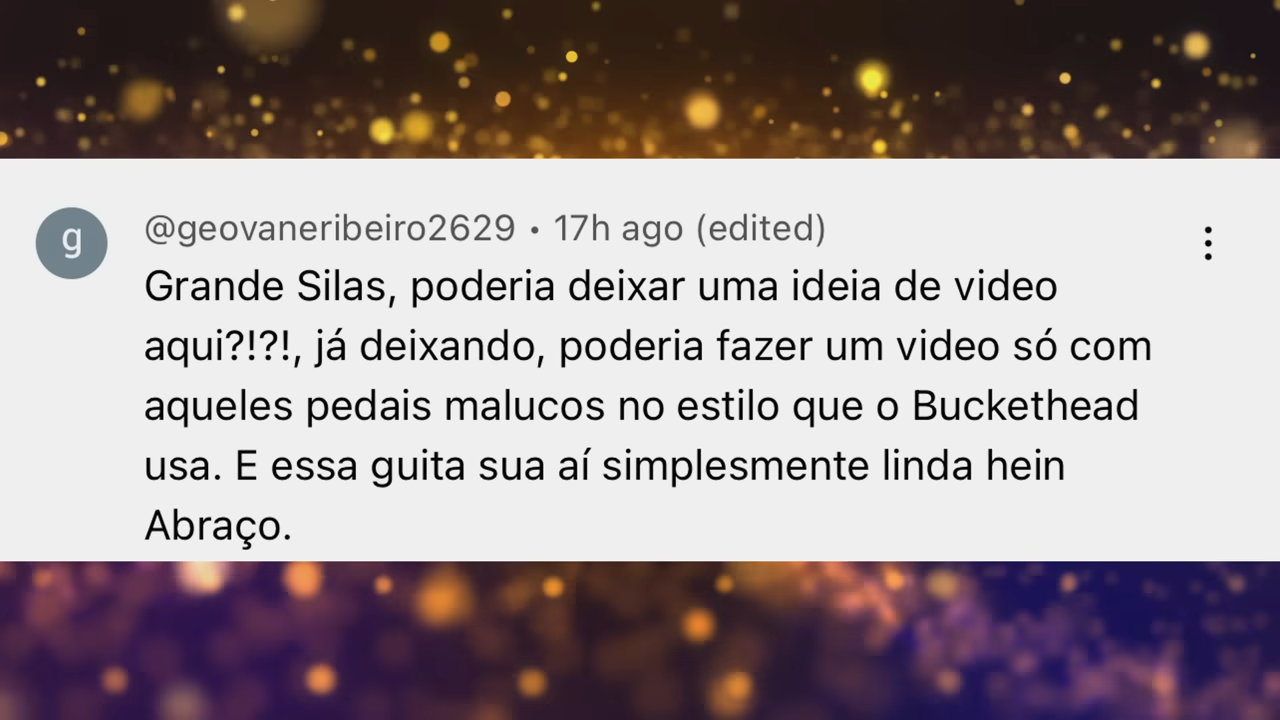 g
@geovaneribeiro2629 • 17h ago (edited)
Grande Silas, poderia deixar uma ideia de video
aqui?!?!, já deixando, poderia fazer um video só com
aqueles pedais malucos no estilo que o Buckethead
usa. E essa guita sua aí simplesmente linda hein
Abraço.